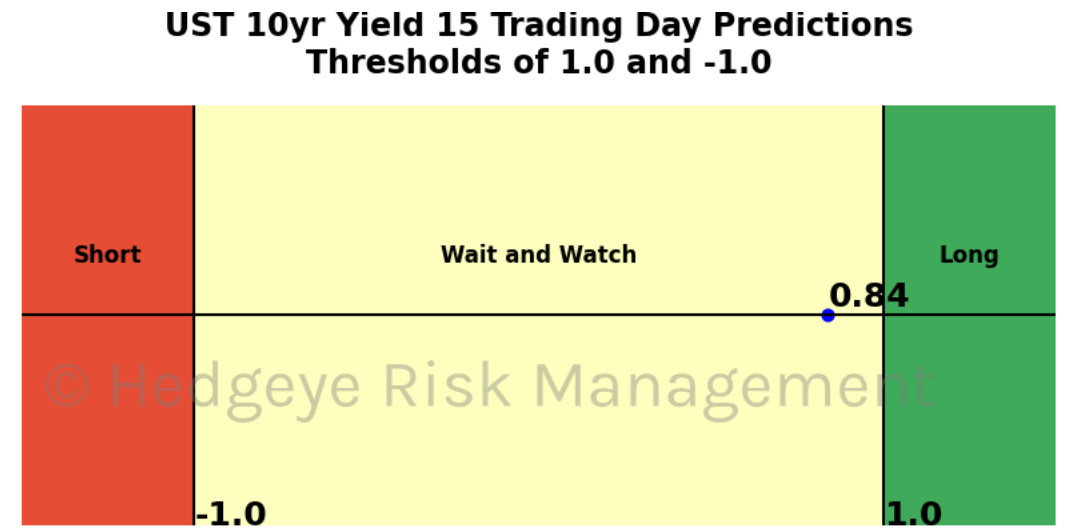 UST 10yr Yield 15 Trading Day Predictions
Thresholds of 1.0 and -1.0
Short
Wait and Watch
Long
0.84
© Hedgeye Risk Management
-1.0
1.0